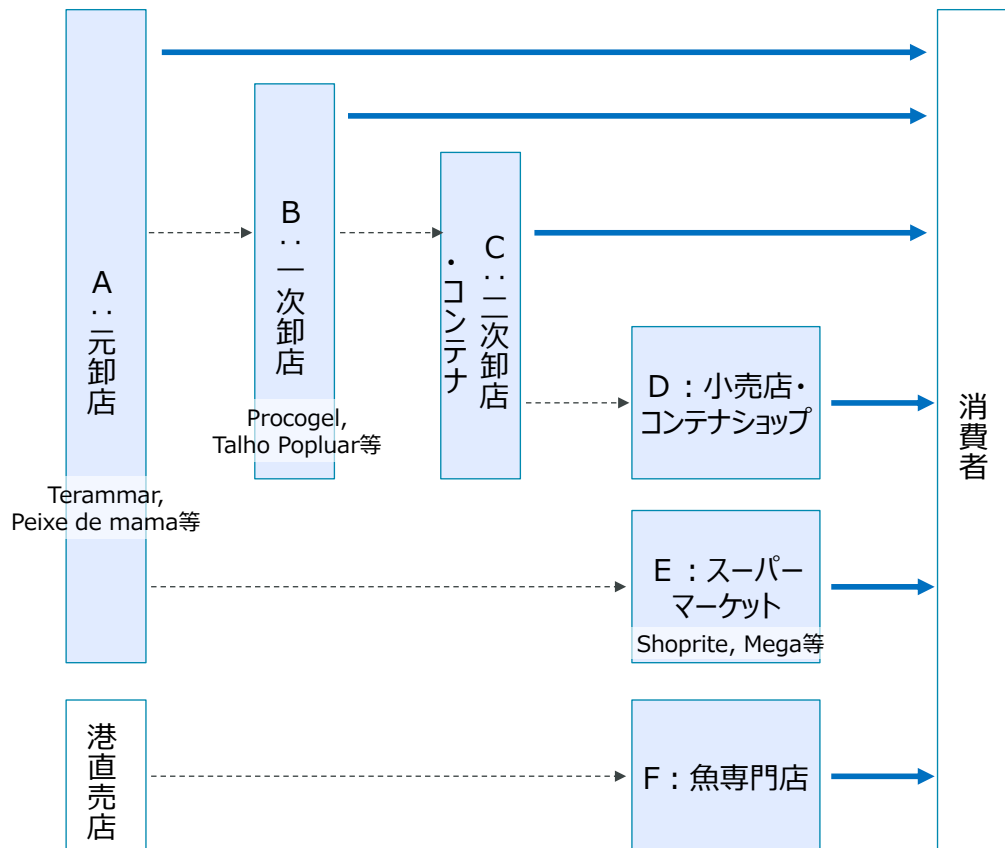 A：元卸店
Terammar,
Peixe de mama等
B：一次卸店
Procogel,
Talho Popluar等
C：二次卸店
・コンテナ
D：小売店・
コンテナショップ
E：スーパー
マーケット
Shoprite, Mega等
港直売店
F：魚専門店
消費者